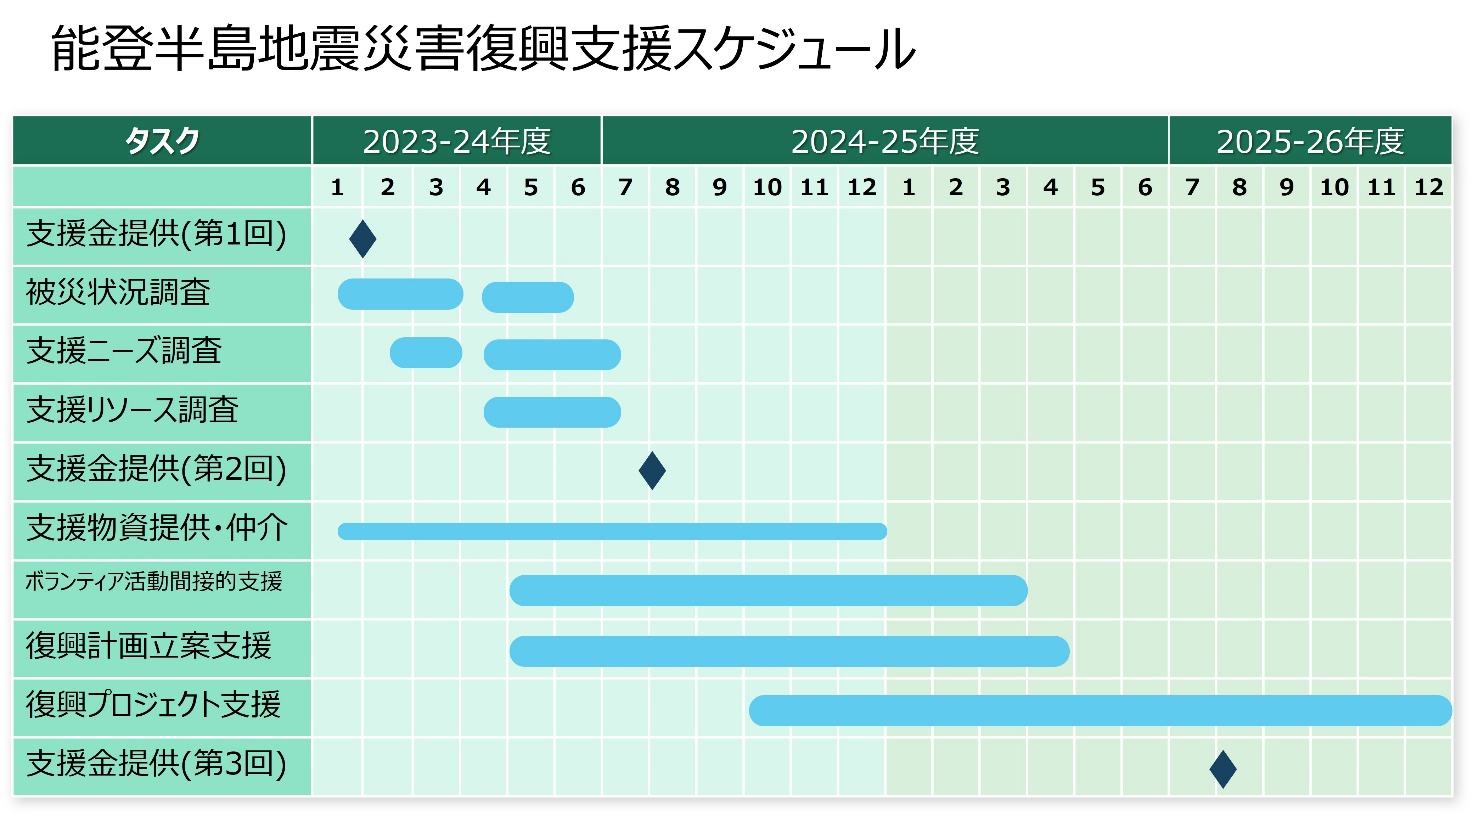 能登半島地震災害復興支援スケジュール
タスク 2023-24年度 2024-25年度 2025-26年度
1 2 3 4 5 6 7 8 9 10 11 12 1 2 3 4 5 6 7 8 9 10 11 12
支援金提供(第1回)
被災状況調査
支援ニーズ調査
支援リソース調査
支援金提供(第2回)
支援物資提供・仲介
ボランティア活動間接的支援
復興計画立案支援
復興プロジェクト支援
支援金提供(第3回)